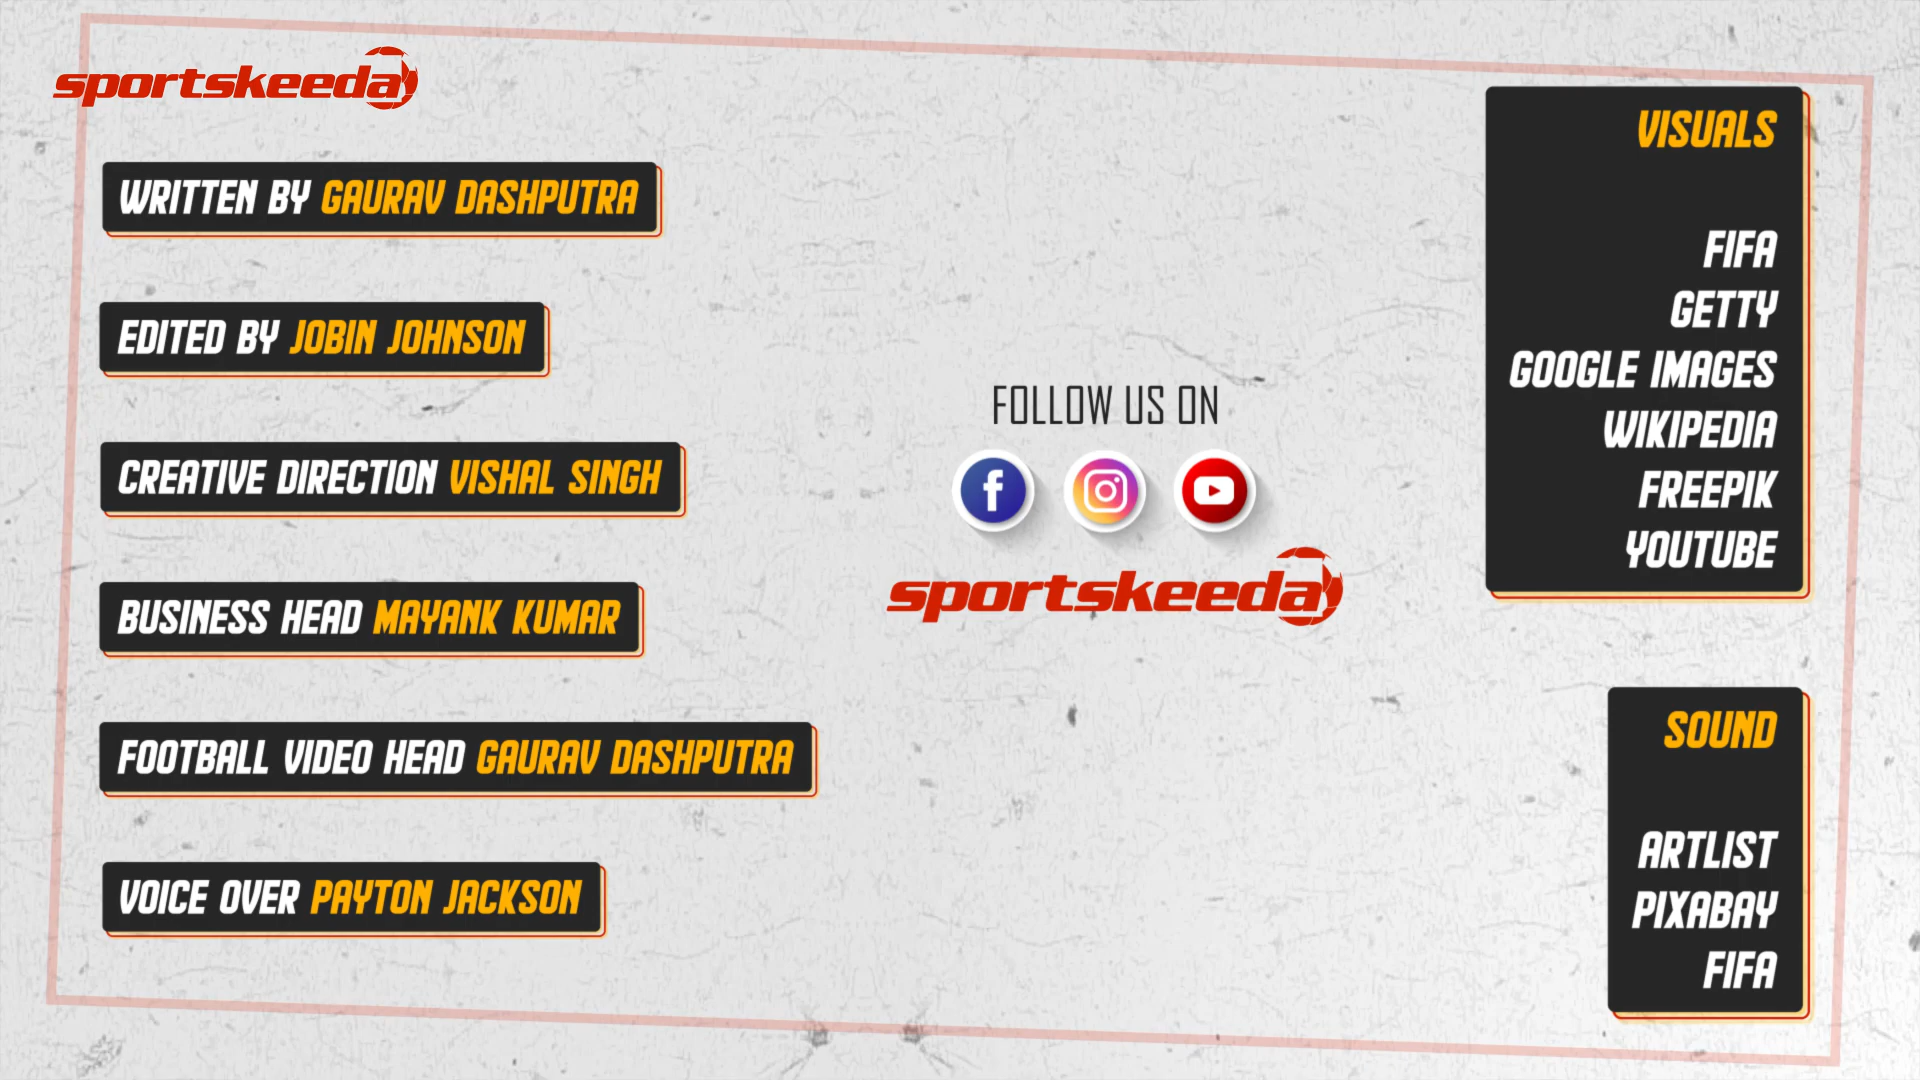 sportskeeda
WRITTEN BY GAURAV DASHPUTRA
EDITED BY JOBIN JOHNSON
CREATIVE DIRECTION VISHAL SINGH
BUSINESS HEAD MAYANK KUMAR
FOOTBALL VIDEO HEAD GAURAV DASHPUTRA
VOICE OVER PAYTON JACKSON
FOLLOW US ON
f
sportskeeda
VISUALS
FIFA
GETTY
GOOGLE IMAGES
WIKIPEDIA
FREEPIK
YOUTUBE
SOUND
ARTLIST
PIXABAY
FIFA